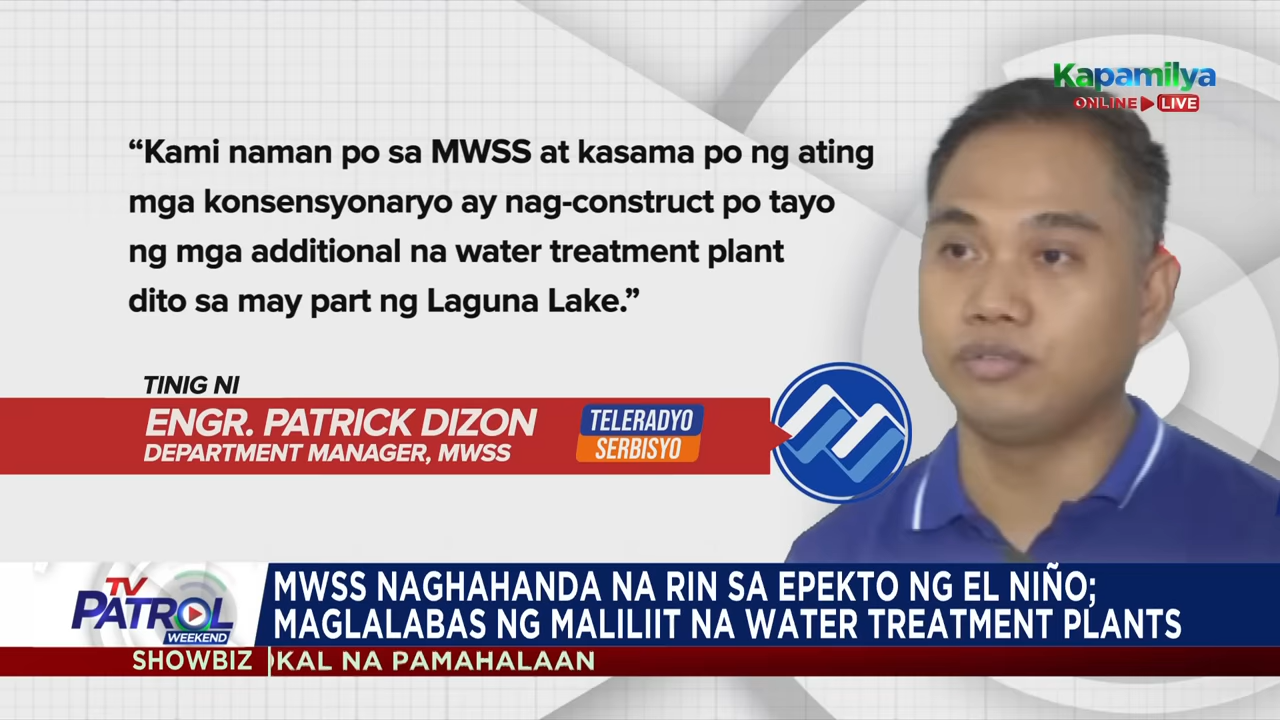 Kapamilya
ONLINE LIVE
“Kami naman po sa MWSS at kasama po ng ating
mga konsensyonaryo ay nag-construct po tayo
ng mga additional na water treatment plant
dito sa may part ng Laguna Lake.”
TINIG NI
ENGR. PATRICK DIZON
DEPARTMENT MANAGER, MWSS
TELERADYO
SERBISYO
TV
PATROL
WEEKEND
MWSS NAGHAHANDA NA RIN SA EPEKTO NG EL NIÑO;
MAGLALABAS NG MALILIIT NA WATER TREATMENT PLANTS
SHOWBIZ OKAL NA PAMAHALAAN